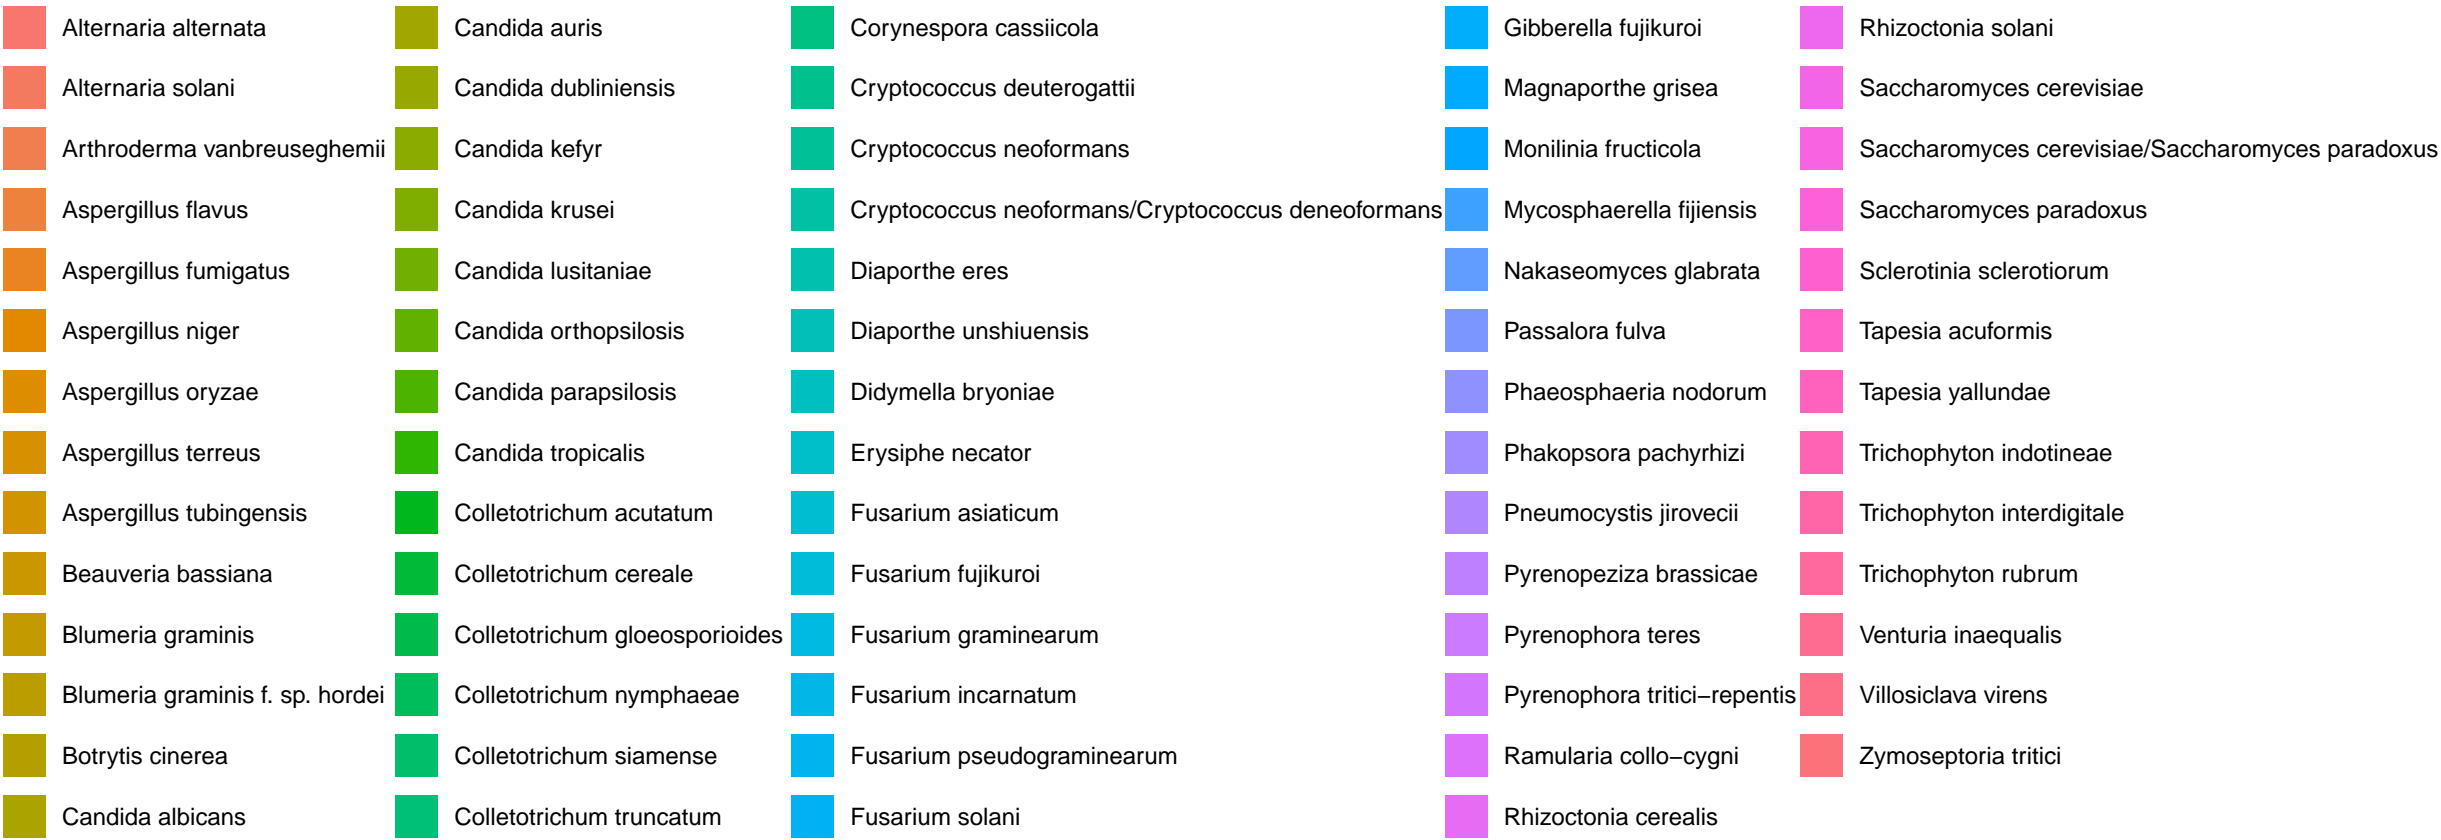 Alternaria alternata
Alternaria solani
Arthroderma vanbreuseghemii
Aspergillus flavus
Aspergillus fumigatus
Aspergillus niger
Aspergillus oryzae
Aspergillus terreus
Aspergillus tubingensis
Beauveria bassiana
Blumeria graminis
Blumeria graminis f. sp. hordei
Botrytis cinerea
Candida albicans
Candida auris
Candida dubliniensis
Candida kefyr
Candida krusei
Candida lusitaniae
Candida orthopsilosis
Candida parapsilosis
Candida tropicalis
Colletotrichum acutatum
Colletotrichum cereale
Colletotrichum gloeosporioides
Colletotrichum nymphaeae
Colletotrichum siamense
Colletotrichum truncatum
Corynespora cassiicola
Cryptococcus deuterogattii
Cryptococcus neoformans
Cryptococcus neoformans/Cryptococcus deneoformans
Diaporthe eres
Diaporthe unshiuensis
Didymella bryoniae
Erysiphe necator
Fusarium asiaticum
Fusarium fujikuroi
Fusarium graminearum
Fusarium incarnatum
Fusarium pseudograminearum
Fusarium solani
Gibberella fujikuroi
Magnaporthe grisea
Monilinia fructicola
Mycosphaerella fijiensis
Nakaseomyces glabrata
Passalora fulva
Phaeosphaeria nodorum
Phakopsora pachyrhizi
Pneumocystis jirovecii
Pyrenopeziza brassicae
Pyrenophora teres
Pyrenophora tritici−repentis
Ramularia collo−cygni
Rhizoctonia cerealis
Rhizoctonia solani
Saccharomyces cerevisiae
Saccharomyces cerevisiae/Saccharomyces paradoxus
Saccharomyces paradoxus
Sclerotinia sclerotiorum
Tapesia acuformis
Tapesia yallundae
Trichophyton indotineae
Trichophyton interdigitale
Trichophyton rubrum
Venturia inaequalis
Villosiclava virens
Zymoseptoria tritici